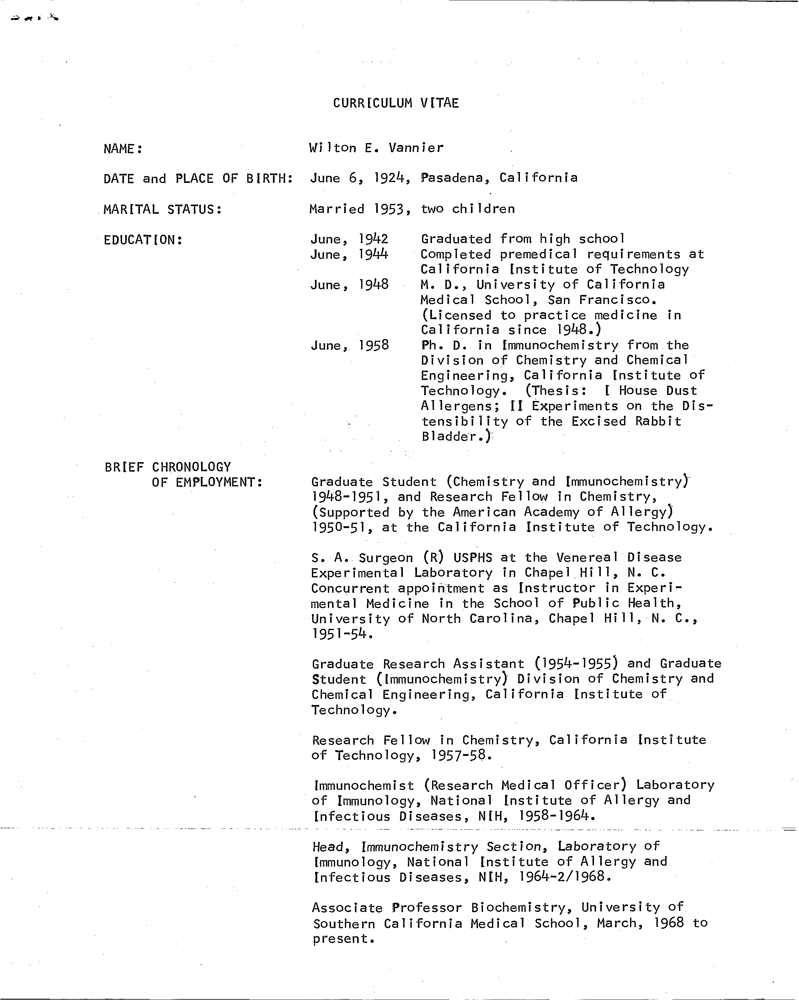 CURRICULUM VITAE
NAME: Wilton E. Vannier
DATE and PLACE OF BIRTH: June 6, 1924, Pasadena, California
MARITAL STATUS: Married 1953, two children
EDUCATION: June, 1942 Graduated from high school
June, 1944 Completed premedical requirements at
California Institute of Technology
June, 1948 M. D., University of California
Medical School, San Francisco.
(Licensed to practice medicine in
California since 1948.)
June, 1958 Ph. D. in Immunochemistry from the
Division of Chemistry and Chemical
Engineering, California Institute of
Technology. (Thesis: I House Dust
Allergens; II Experiments on the Dis-
tensibility of the Excised Rabbit
Bladder.)
BRIEF CHRONOLOGY
OF EMPLOYMENT: Graduate Student (Chemistry and Immunochemistry)
1948-1951, and Research Fellow in Chemistry,
(Supported by the American Academy of Allergy)
1950-51, at the California Institute of Technology.
S. A. Surgeon (R) USPHS at the Venereal Disease
Experimental Laboratory in Chapel Hill, N. C.
Concurrent appointment as Instructor in Experi-
mental Medicine in the School of Public Health,
University of North Carolina, Chapel Hill, N. C.,
1951-54.
Graduate Research Assistant (1954-1955) and Graduate
Student (Immunochemistry) Division of Chemistry and
Chemical Engineering, California Institute of
Technology.
Research Fellow in Chemistry, California Institute
of Technology, 1957-58.
Immunochemist (Research Medical Officer) Laboratory
of Immunology, National Institute of Allergy and
Infectious Diseases, NIH, 1958-1964.
Head, Immunochemistry Section, Laboratory of
Immunology, National Institute of Allergy and
Infectious Diseases, NIH, 1964-2/1968.
Associate Professor Biochemistry, University of
Southern California Medical School, March, 1968 to
present.